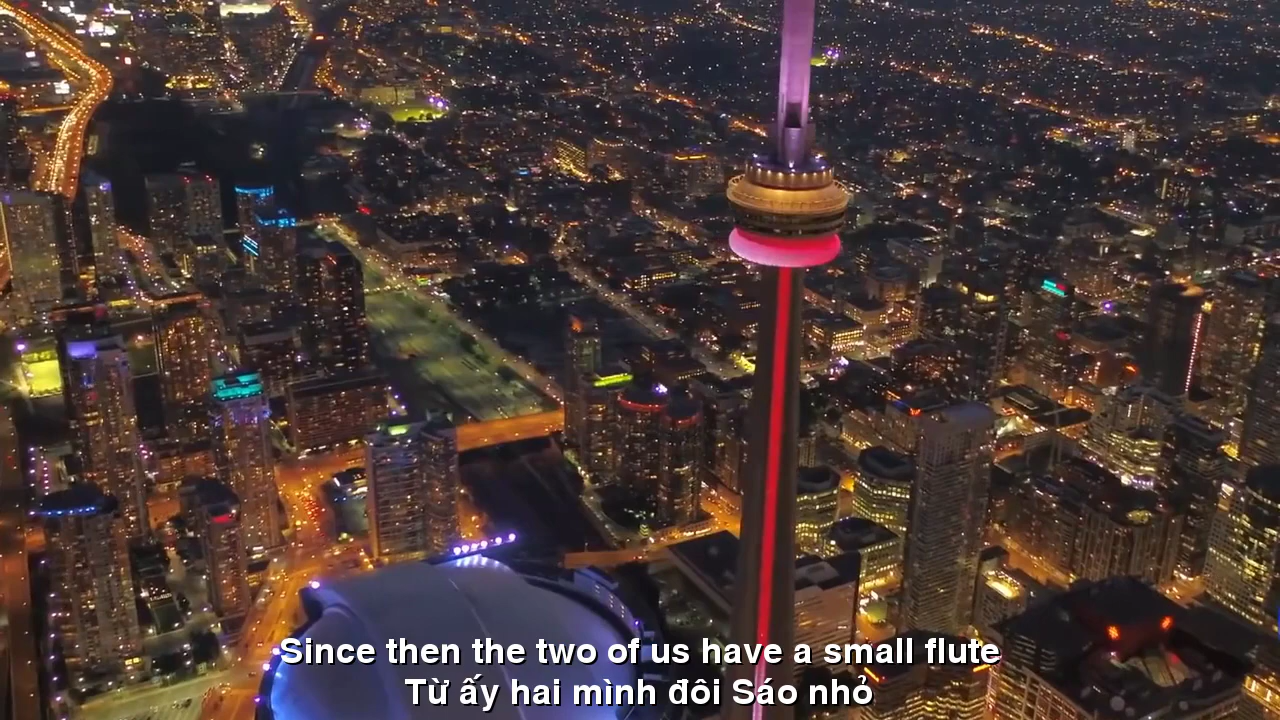 Since then the two of us have a small flute
Từ ấy hai mình đôi Sáo nhỏ